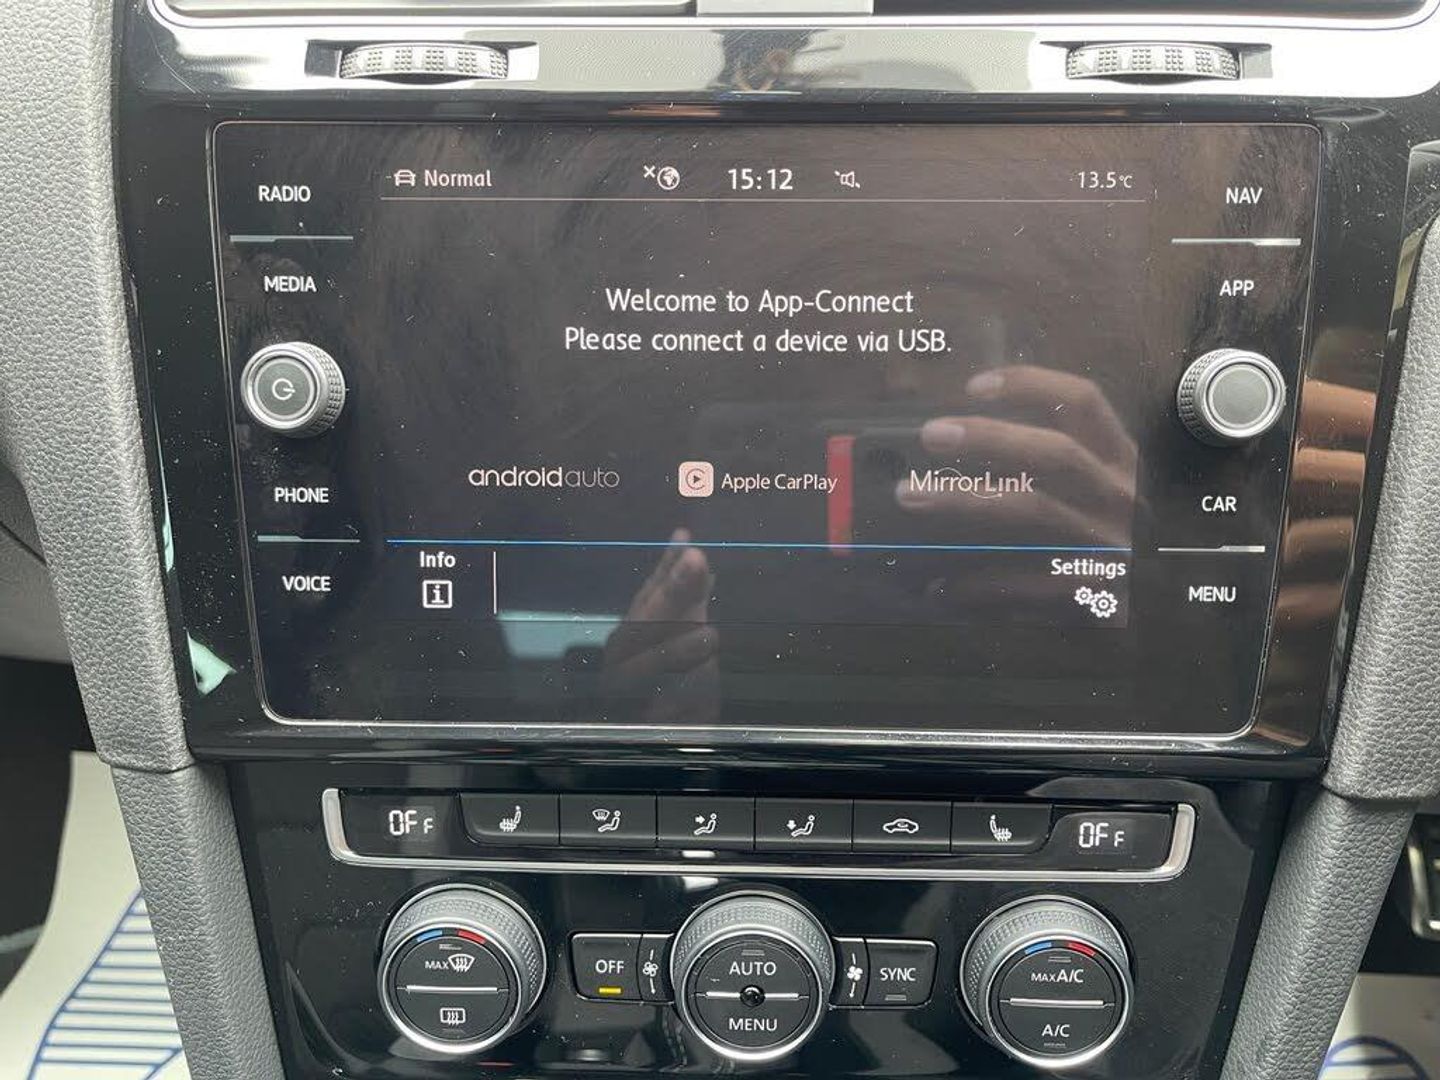 RADIO
MEDIA
PHONE
VOICE
Normal
15:12
13.5°C
Welcome to App-Connect
Please connect a device via USB.
androidauto
Apple CarPlay
MirrorLink
Info
i
Settings
NAV
APP
CAR
MENU
OFF
OFF
MAX
OFF
AUTO
MENU
SYNC
MAX A/C
A/C